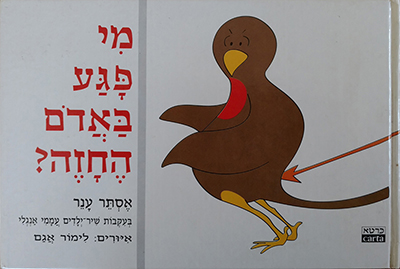 מִי
פָּגַע
בַּאֲדֹם
הֶחָזֶה?
אֶסְתֵּר עָנֵר
בְּעִקְבוֹת שִׁיר־יְלָדִים עֲמָמִי אַנְגְּלִי
אִיּוּרִים: לִימוֹר אֲגַם
כרטא
carta